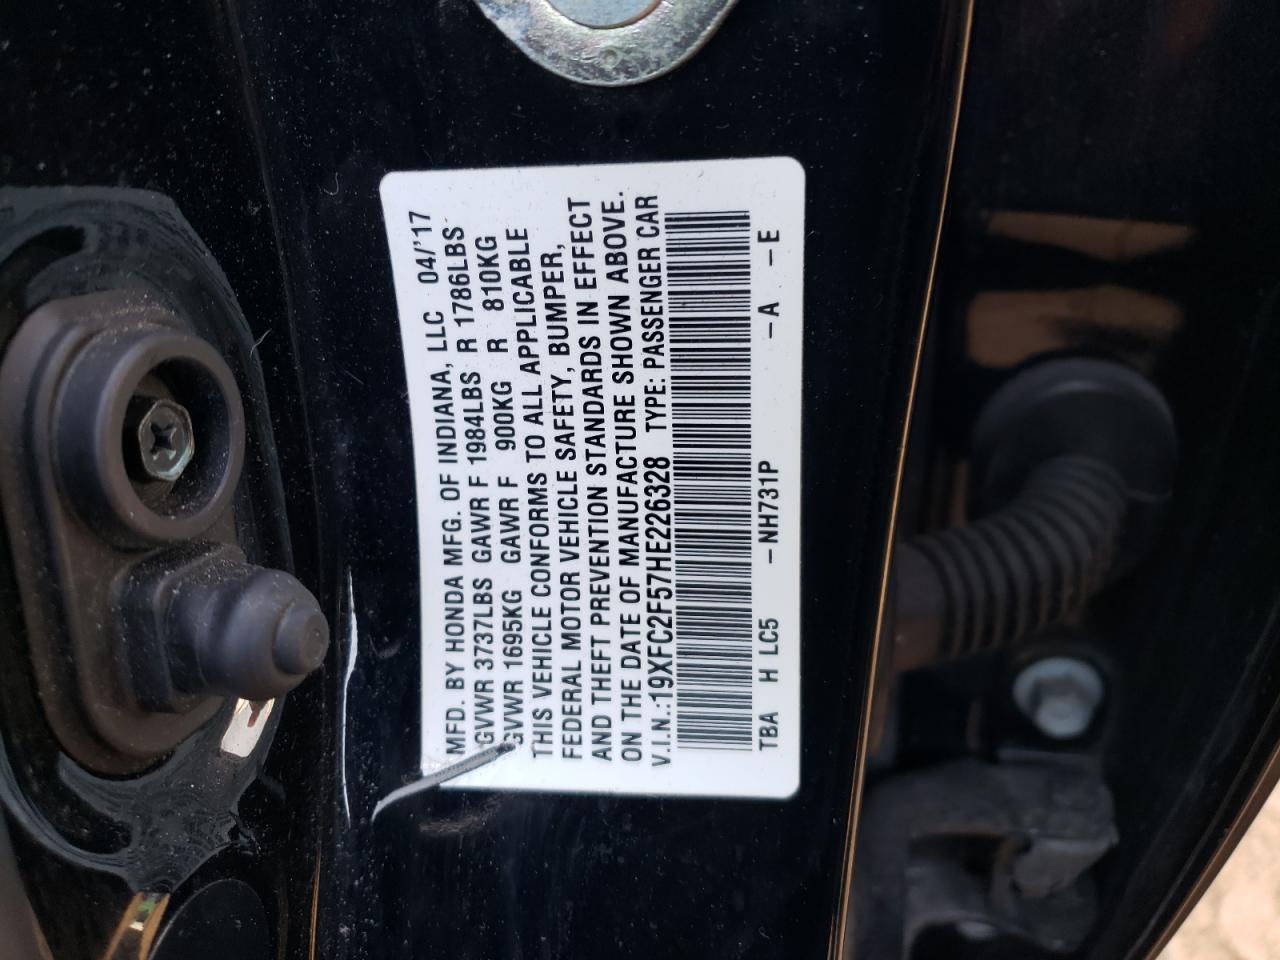 MFD. BY HONDA MFG. OF INDIANA, LLC 04/'17
GVWR 3737LBS GAWR F 1984LBS R 1786LBS
GVWR 1695KG GAWR F 900KG R 810KG
THIS VEHICLE CONFORMS TO ALL APPLICABLE
FEDERAL MOTOR VEHICLE SAFETY, BUMPER,
AND THEFT PREVENTION STANDARDS IN EFFECT
ON THE DATE OF MANUFACTURE SHOWN ABOVE.
V.I.N.:19XFC2F57HE226328 TYPE: PASSENGER CAR
TBA H LC5 -NH731P -A -E